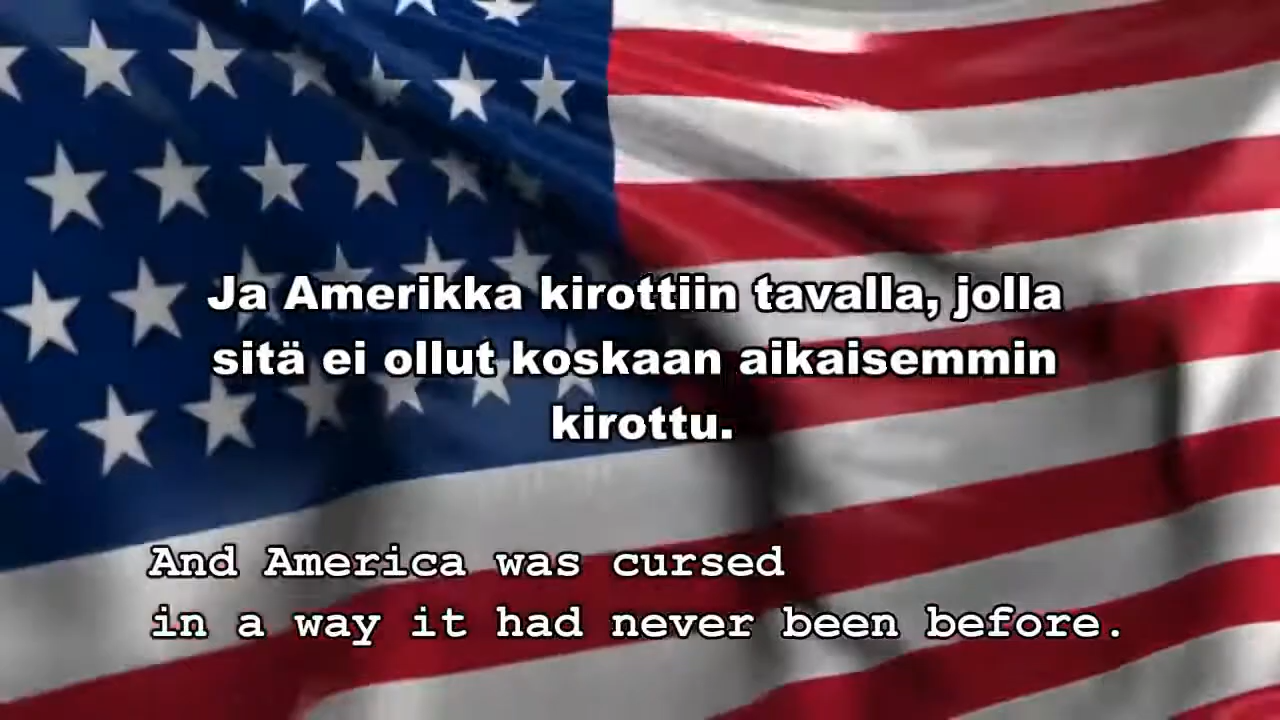 Ja Amerikka kirottiin tavalla, jolla
sitä ei ollut koskaan aikaisemmin
kirottu.
And America was cursed
in a way it had never been before.